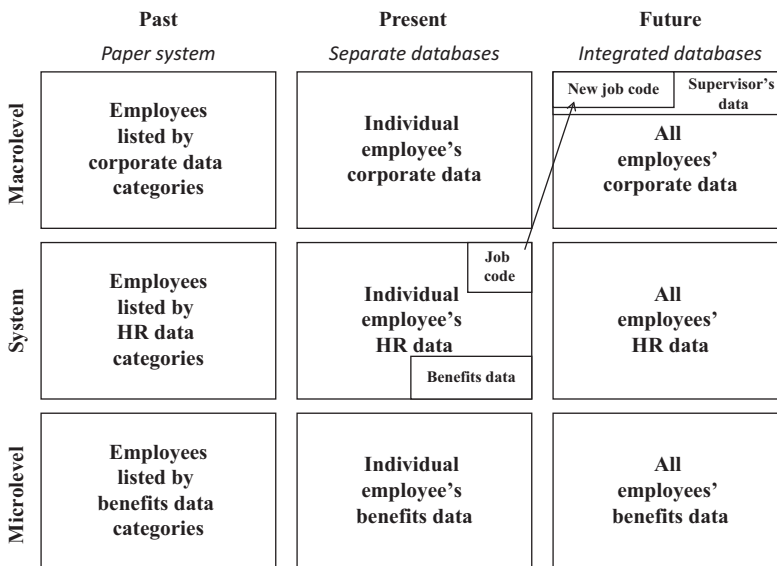 Past
Present
Future
Paper system
Separate databases
Integrated databases
Macrolevel
Employees
listed by
corporate data
categories
Individual
employee’s
corporate data
New job code
Supervisor’s
data
All
employees’
corporate data
System
Employees
listed by
HR data
categories
Job
code
Individual
employee’s
HR data
Benefits data
All
employees’
HR data
Microlevel
Employees
listed by
benefits data
categories
Individual
employee’s
benefits data
All
employees’
benefits data